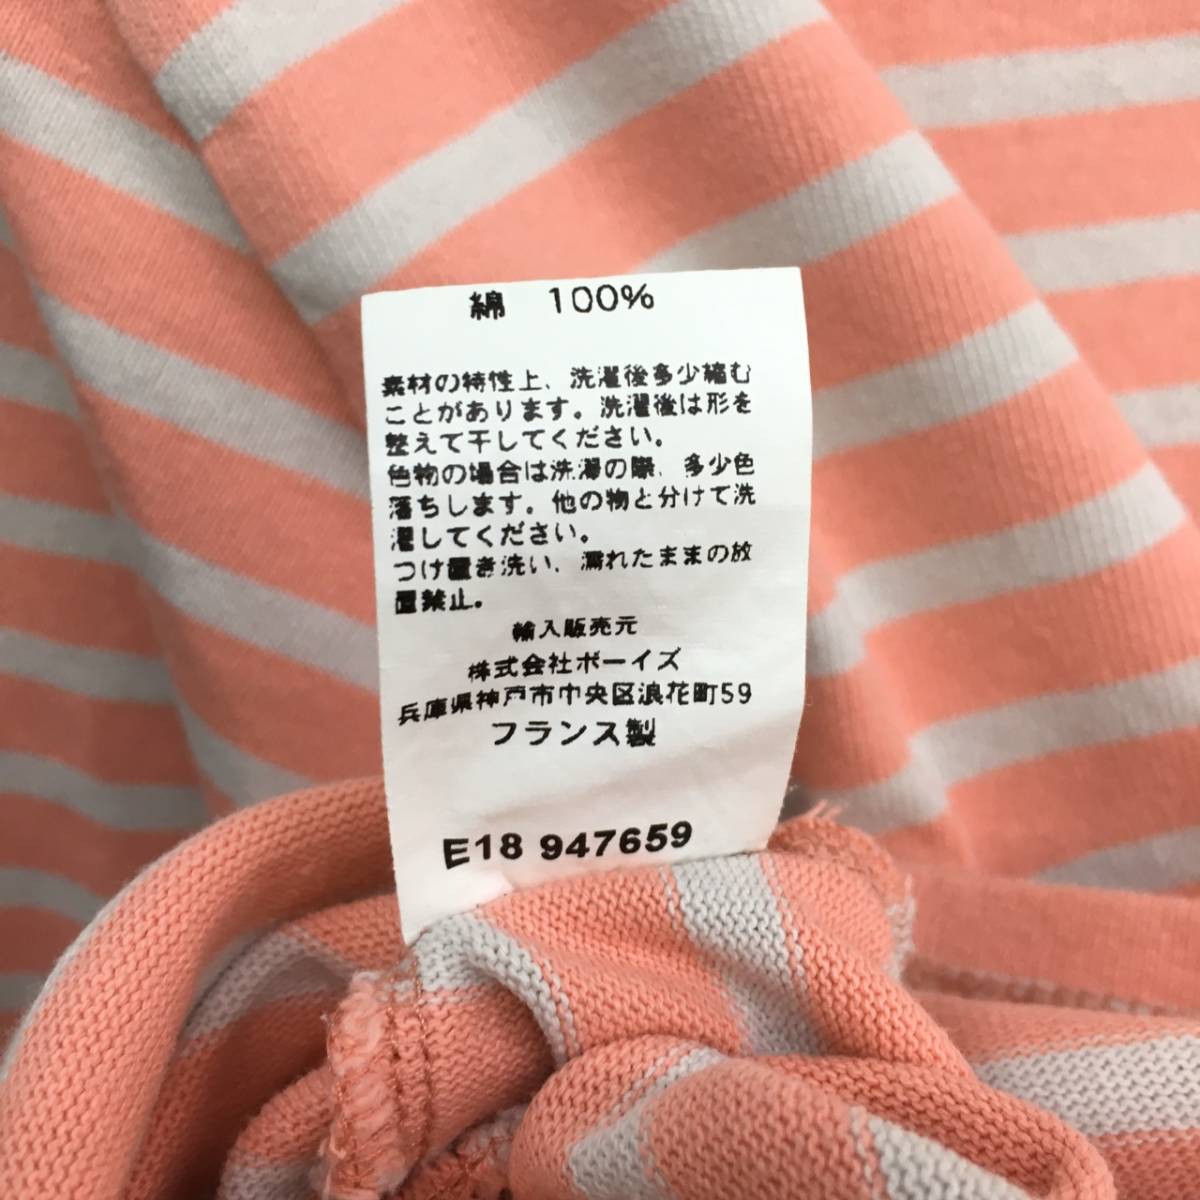 綿 100%
素材の特性上、洗濯後多少縮む
ことがあります。洗濯後は形を
整えて干してください。
色物の場合は洗濯の際、多少色
落ちします。他の物と分けて洗
濯してください。
つけ置き洗い、濡れたままの放
置禁止。
輸入販売元
株式会社ボーイズ
兵庫県神戸市中央区浪花町59
フランス製
E18 947659